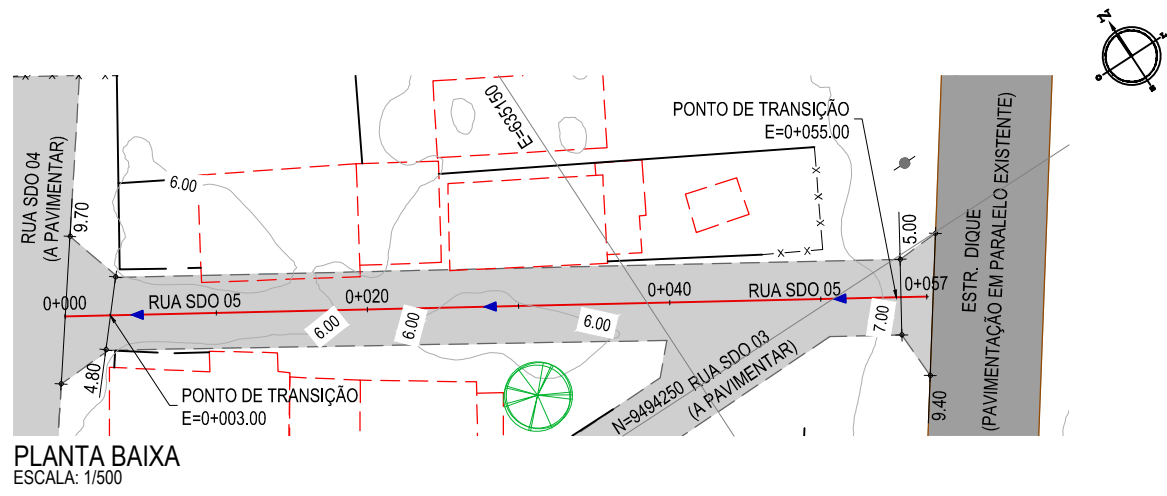 N
L
S
O
RUA SDO 04
(A PAVIMENTAR)
9.70
6.00
E=635150
PONTO DE TRANSIÇÃO
E=0+055.00
5.00
ESTR. DIQUE
(PAVIMENTAÇÃO EM PARALELO EXISTENTE)
0+000
RUA SDO 05
0+020
0+040
RUA SDO 05
0+057
6.00
6.00
6.00
7.00
4.80
PONTO DE TRANSIÇÃO
E=0+003.00
N=9494250
RUA SDO 03
(A PAVIMENTAR)
9.40
PLANTA BAIXA
ESCALA: 1/500